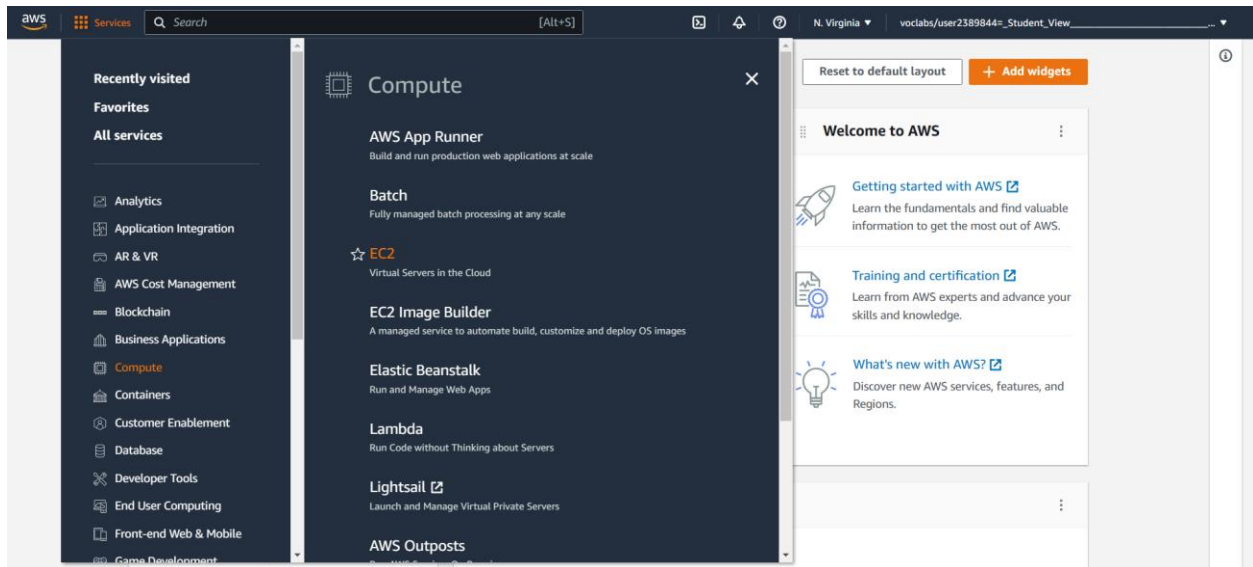 aws
Services
Search
[Alt+S]
N. Virginia
voclabs/user2389844=_Student_View_____________________________...
Recently visited
Favorites
All services
Analytics
Application Integration
AR & VR
AWS Cost Management
Blockchain
Business Applications
Compute
Containers
Customer Enablement
Database
Developer Tools
End User Computing
Front-end Web & Mobile
Game Development
Compute
AWS App Runner
Build and run production web applications at scale
Batch
Fully managed batch processing at any scale
EC2
Virtual Servers in the Cloud
EC2 Image Builder
A managed service to automate build, customize and deploy OS images
Elastic Beanstalk
Run and Manage Web Apps
Lambda
Run Code without Thinking about Servers
Lightsail
Launch and Manage Virtual Private Servers
AWS Outposts
Reset to default layout
+ Add widgets
Welcome to AWS
Getting started with AWS
Learn the fundamentals and find valuable
information to get the most out of AWS.
Training and certification
Learn from AWS experts and advance your
skills and knowledge.
What's new with AWS?
Discover new AWS services, features, and
Regions.